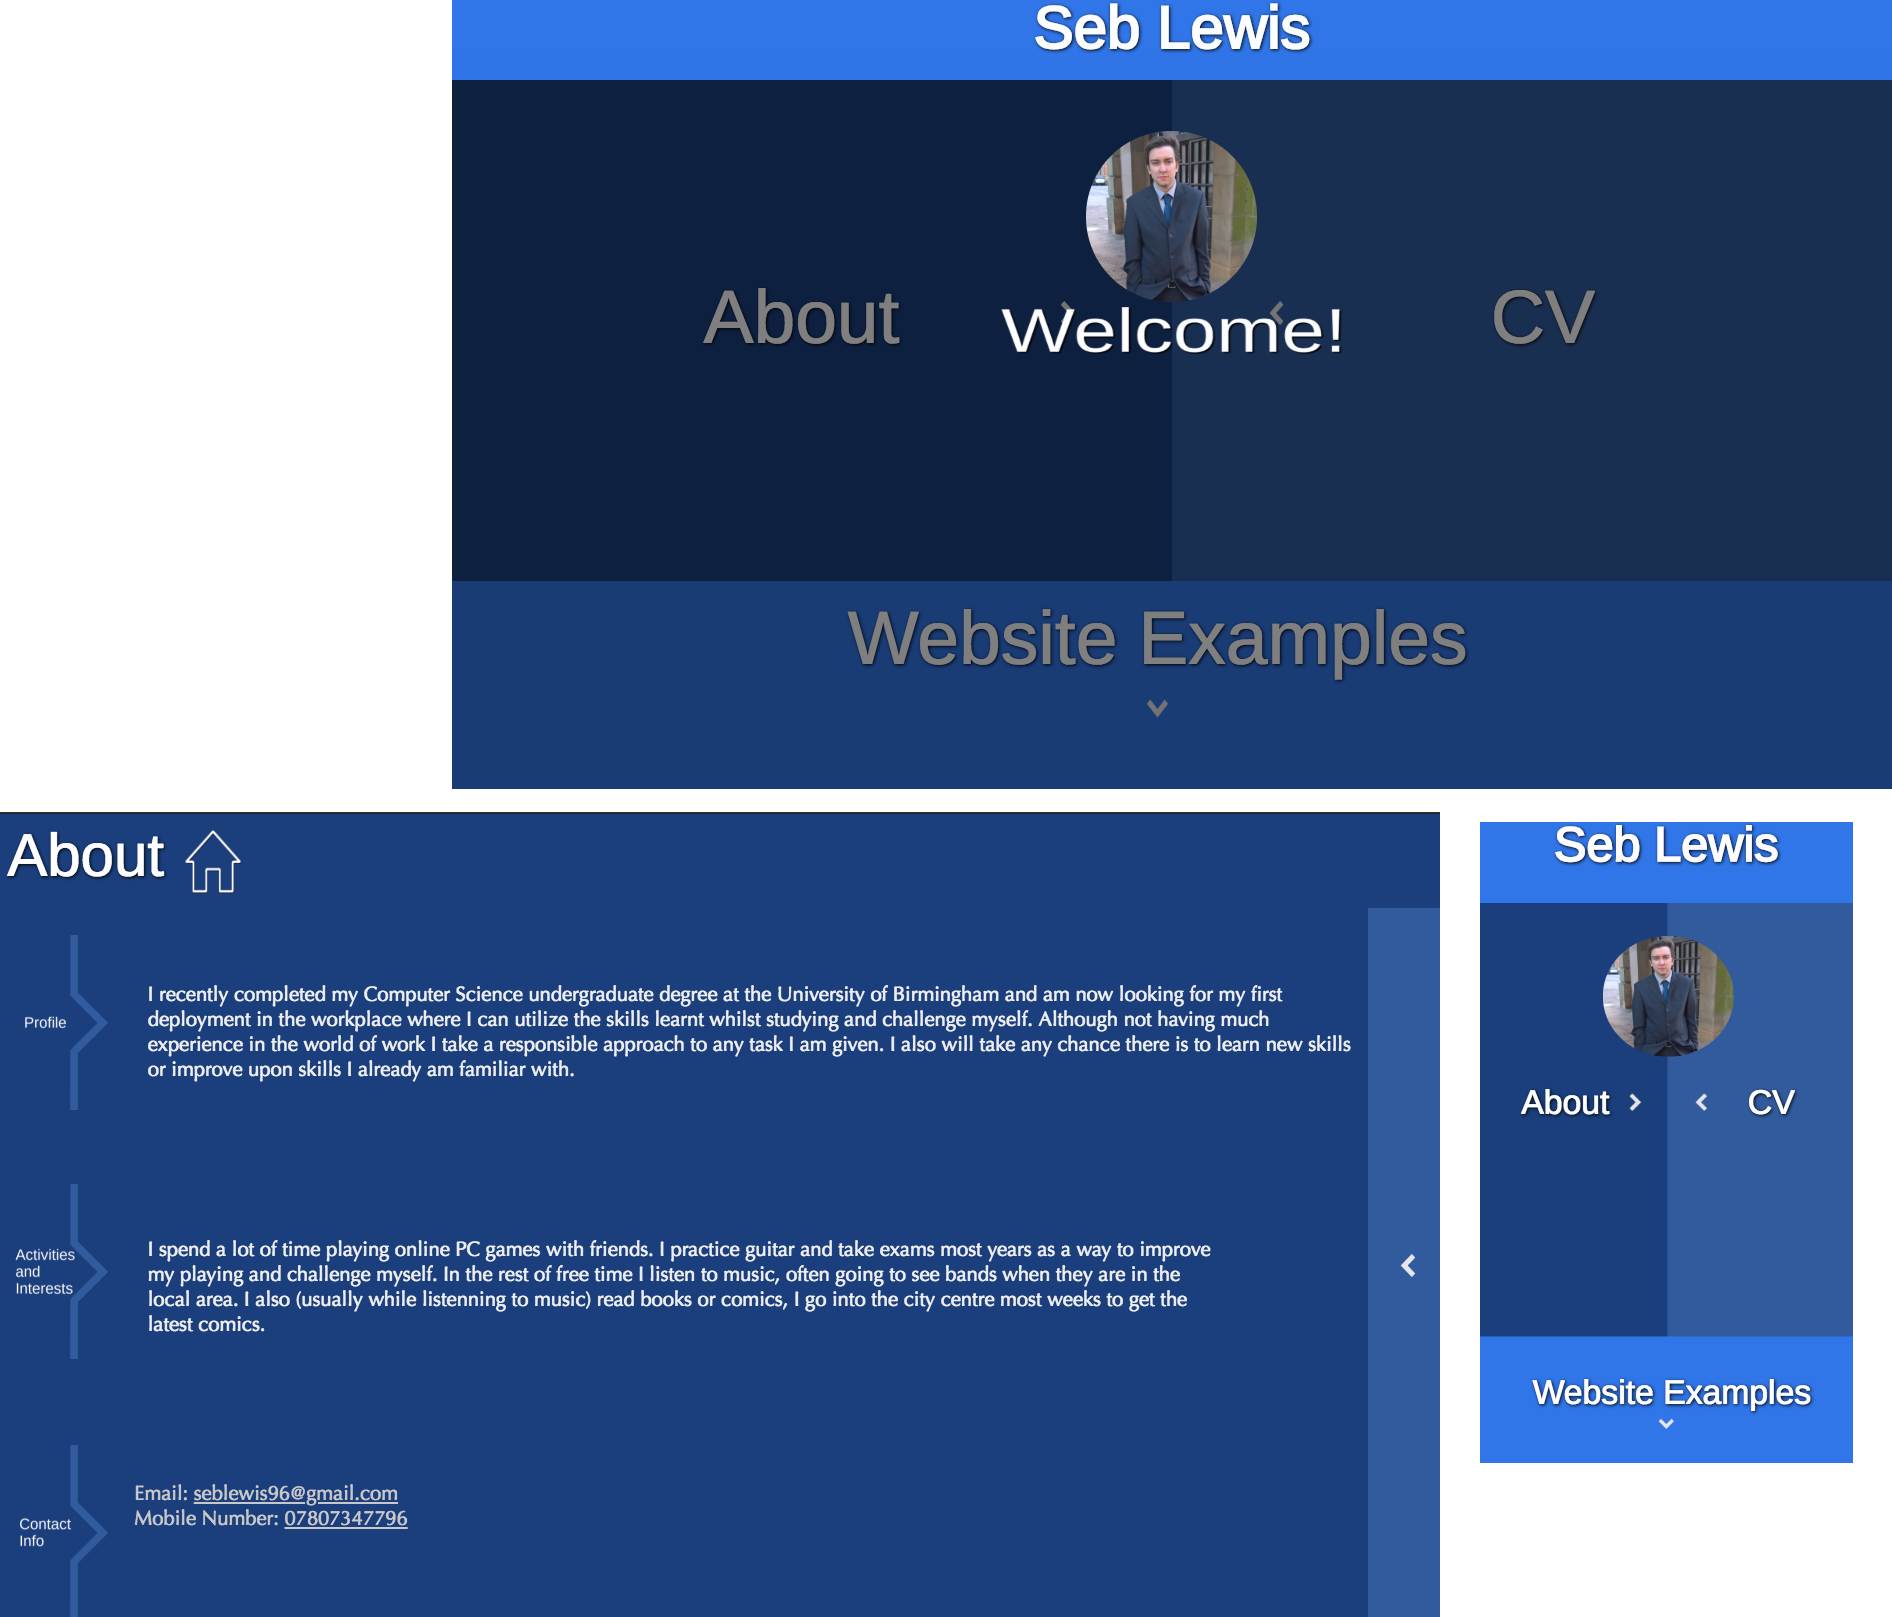 Seb Lewis
About
Welcome!
CV
Website Examples
About
Profile
I recently completed my Computer Science undergraduate degree at the University of Birmingham and am now looking for my first
deployment in the workplace where I can utilize the skills learnt whilst studying and challenge myself. Although not having much
experience in the world of work I take a responsible approach to any task I am given. I also will take any chance there is to learn new skills
or improve upon skills I already am familiar with.
Activities
and
Interests
I spend a lot of time playing online PC games with friends. I practice guitar and take exams most years as a way to improve
my playing and challenge myself. In the rest of free time I listen to music, often going to see bands when they are in the
local area. I also (usually while listenning to music) read books or comics, I go into the city centre most weeks to get the
latest comics.
Contact
Info
Email: seblewis96@gmail.com
Mobile Number: 07807347796
Seb Lewis
About
CV
Website Examples